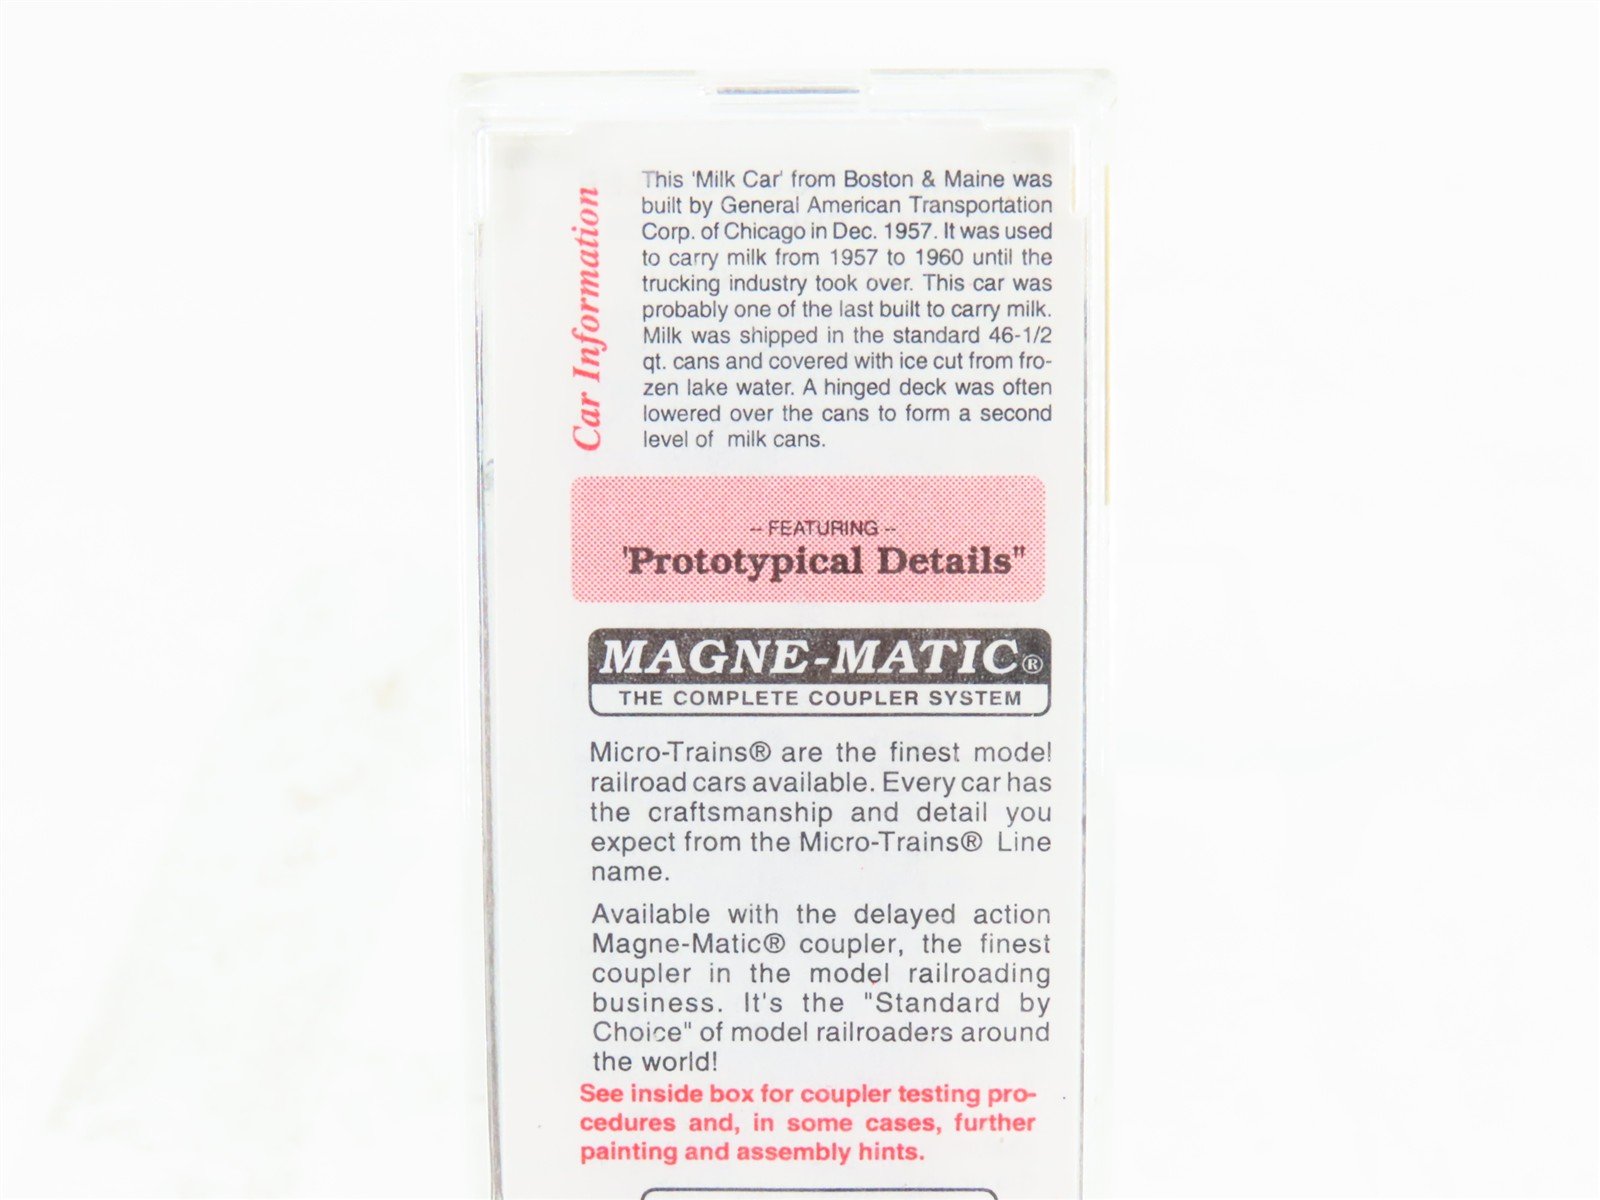 Car Information
This 'Milk Car' from Boston & Maine was
built by General American Transportation
Corp. of Chicago in Dec. 1957. It was used
to carry milk from 1957 to 1960 until the
trucking industry took over. This car was
probably one of the last built to carry milk.
Milk was shipped in the standard 46-1/2
qt. cans and covered with ice cut from fro-
zen lake water. A hinged deck was often
lowered over the cans to form a second
level of milk cans.
-- FEATURING --
'Prototypical Details"
MAGNE-MATIC®
THE COMPLETE COUPLER SYSTEM
Micro-Trains® are the finest model
railroad cars available. Every car has
the craftsmanship and detail you
expect from the Micro-Trains® Line
name.
Available with the delayed action
Magne-Matic® coupler, the finest
coupler in the model railroading
business. It's the "Standard by
Choice" of model railroaders around
the world!
See inside box for coupler testing pro-
cedures and, in some cases, further
painting and assembly hints.